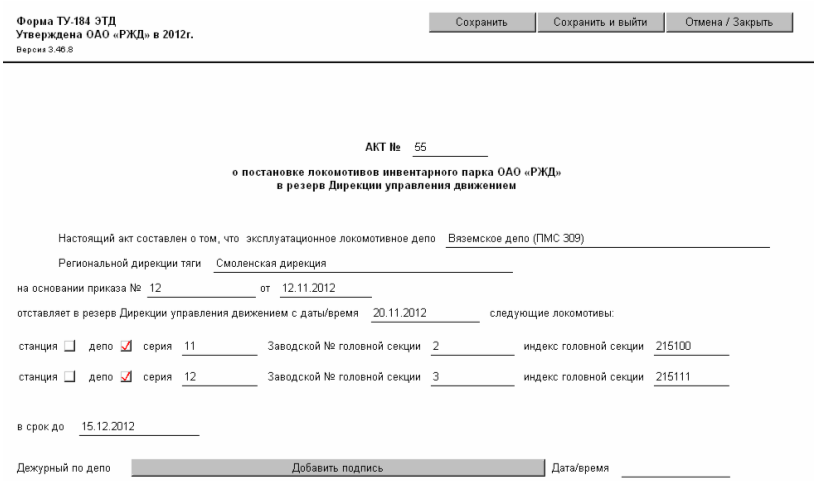 Форма ТУ-184 ЭТД
Утверждена ОАО «РЖД» в 2012г.
Версия 3.46.8
Сохранить Сохранить и выйти Отмена / Закрыть
АКТ № 55
о постановке локомотивов инвентарного парка ОАО «РЖД»
в резерв Дирекции управления движением
Настоящий акт составлен о том, что эксплуатационное локомотивное депо Вяземское депо (ПМС 309)
Региональной дирекции тяги Смоленская дирекция
на основании приказа № 12 от 12.11.2012
отставляет в резерв Дирекции управления движением с даты/время 20.11.2012 следующие локомотивы:
станция депо серия 11 Заводской № головной секции 2 индекс головной секции 215100
станция депо серия 12 Заводской № головной секции 3 индекс головной секции 215111
в срок до 15.12.2012
Дежурный по депо Добавить подпись Дата/время